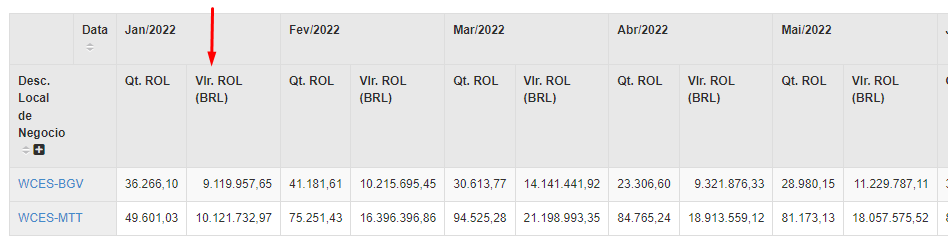 Data Jan/2022 Fev/2022 Mar/2022 Abr/2022 Mai/2022
Desc. Local de Negocio Qt. ROL Vlr. ROL (BRL) Qt. ROL Vlr. ROL (BRL) Qt. ROL Vlr. ROL (BRL) Qt. ROL Vlr. ROL (BRL) Qt. ROL Vlr. ROL (BRL)
WCES-BGV 36.266,10 9.119.957,65 41.181,61 10.215.695,45 30.613,77 14.141.441,92 23.306,60 9.321.876,33 28.980,15 11.229.787,11
WCES-MTT 49.601,03 10.121.732,97 75.251,43 16.396.396,86 94.525,28 21.198.993,35 84.765,24 18.913.559,12 81.173,13 18.057.575,52